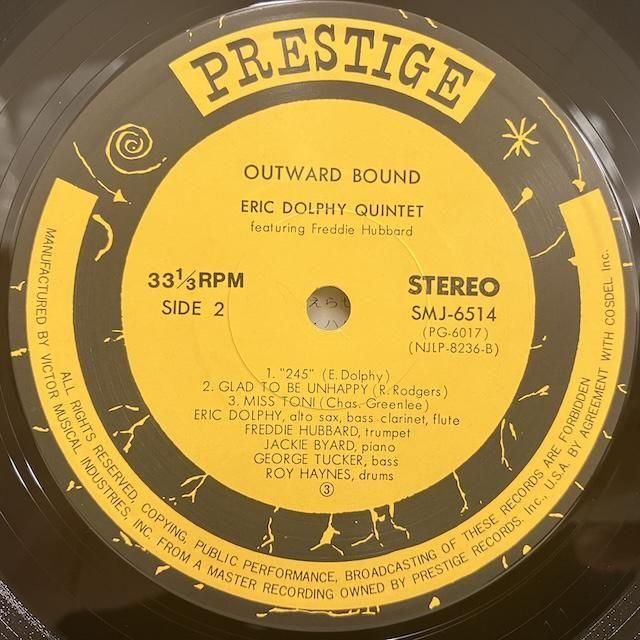 PRESTIGE
OUTWARD BOUND
ERIC DOLPHY QUINTET
featuring Freddie Hubbard
33⅓RPM
SIDE 2
STEREO
SMJ-6514
(PG-6017)
(NJLP-8236-B)
1. "245" (E.Dolphy)
2. GLAD TO BE UNHAPPY (R.Rodgers)
3. MISS TONI (Chas. Greenlee)
ERIC DOLPHY, alto sax, bass clarinet, flute
FREDDIE HUBBARD, trumpet
JACKIE BYARD, piano
GEORGE TUCKER, bass
ROY HAYNES, drums
③
ALL RIGHTS RESERVED, COPYING, PUBLIC PERFORMANCE, BROADCASTING OF THESE RECORDS ARE FORBIDDEN
MANUFACTURED BY VICTOR MUSICAL INDUSTRIES, INC. FROM A MASTER RECORDING OWNED BY PRESTIGE RECORDS. Inc., U.S.A. BY AGREEMENT WITH COSDEL Inc.